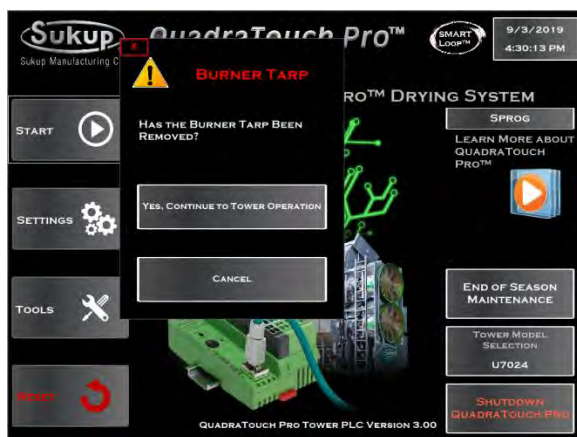 Sukup
Sukup Manufacturing C
QuadraTouch Pro™
SMART
LOOP™
9/3/2019
4:30:13 PM
X
BURNER TARP
RO™ DRYING SYSTEM
HAS THE BURNER TARP BEEN
REMOVED?
YES, CONTINUE TO TOWER OPERATION
CANCEL
START
SETTINGS
TOOLS
RESET
SPROG
LEARN MORE ABOUT
QUADRATOUCH
PRO™
END OF SEASON
MAINTENANCE
TOWER MODEL
SELECTION
U7024
SHUTDOWN
QUADRATOUCH PRO
QUADRATOUCH PRO TOWER PLC VERSION 3.00